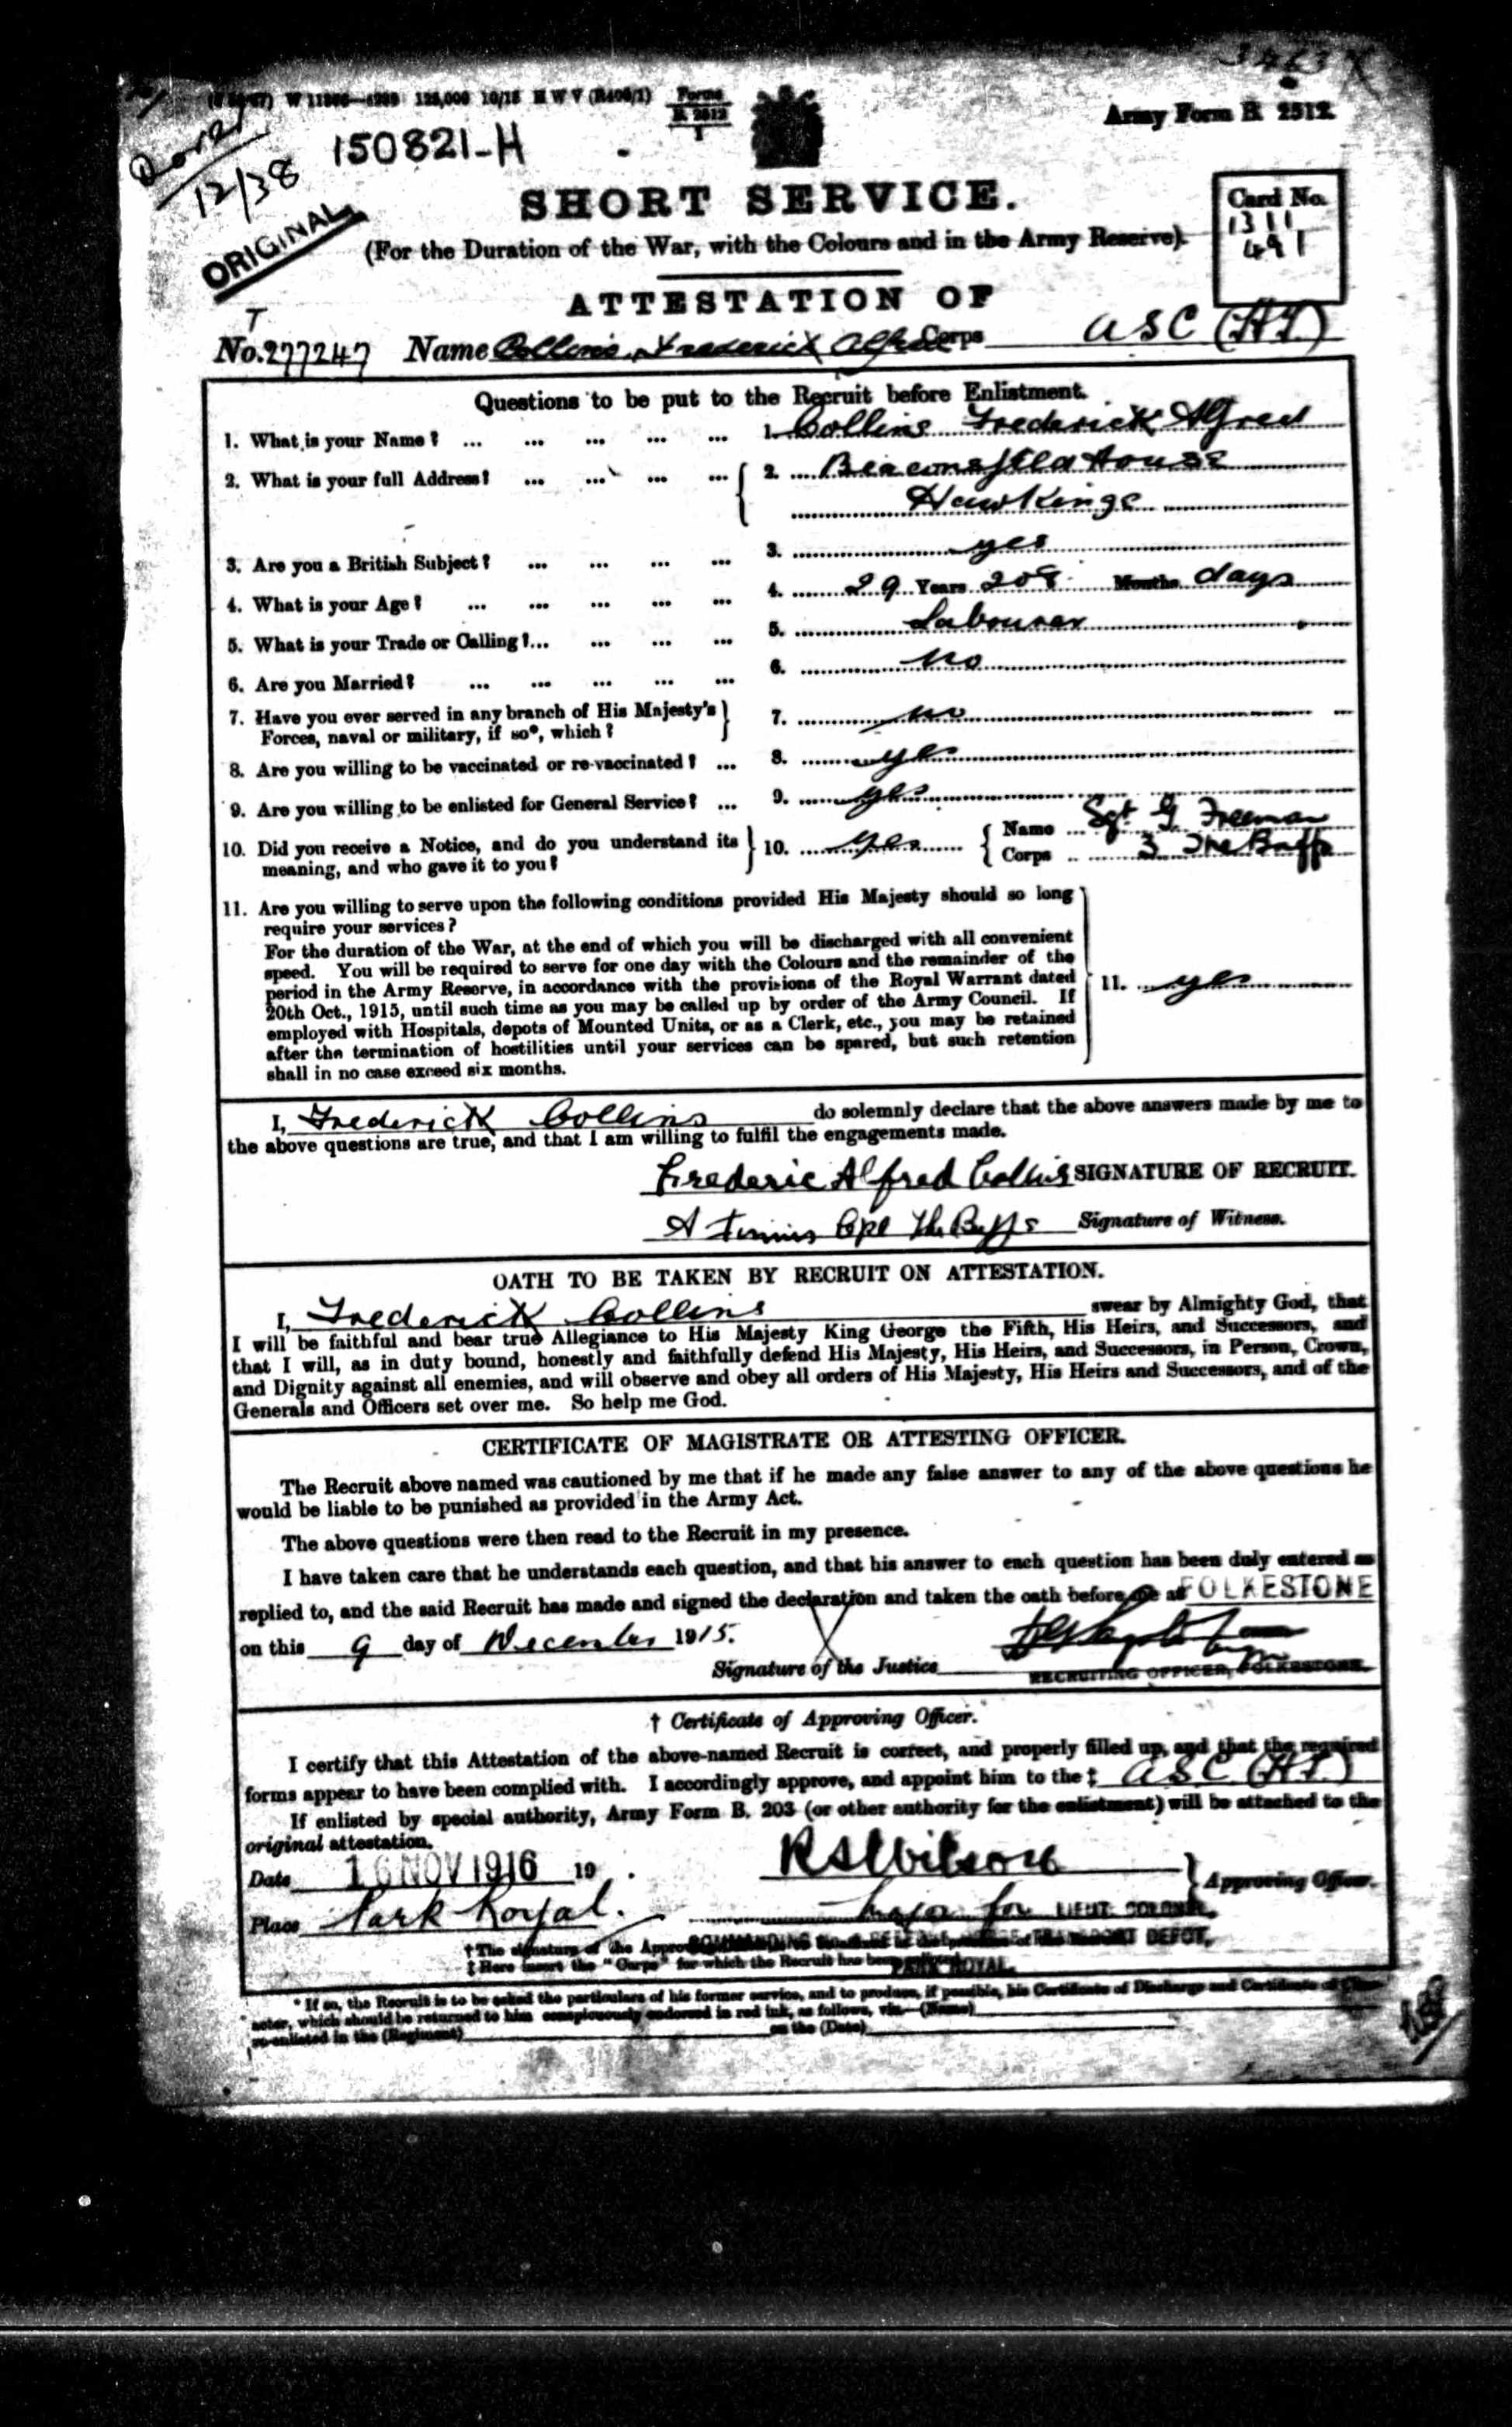 3463 X
W 11866—4299 125,000 10/15 H W V (R406/1) Forms
B. 2512
1
Army Form B. 2512.
Dover
12/38
150821-H
ORIGINAL
SHORT SERVICE.
(For the Duration of the War, with the Colours and in the Army Reserve).
Card No.
1311
491
ATTESTATION OF
T
No. 277247 Name Collins Frederick Alfred Corps ASC (HT)
Questions to be put to the Recruit before Enlistment.
1. What is your Name? ... ... ... ... ... 1. Collins Frederick Alfred
2. What is your full Address? ... ... ... ... 2. Beaconsfield House
Hawkinge
3. Are you a British Subject? ... ... ... ... 3. yes
4. What is your Age? ... ... ... ... ... 4. 29 Years 208 Months days
5. What is your Trade or Calling?... ... ... ... 5. Labourer
6. Are you Married? ... ... ... ... ... 6. No
7. Have you ever served in any branch of His Majesty's
Forces, naval or military, if so*, which? 7. no
8. Are you willing to be vaccinated or re-vaccinated? ... 8. yes
9. Are you willing to be enlisted for General Service? ... 9. yes
10. Did you receive a Notice, and do you understand its
meaning, and who gave it to you? 10. yes Name Sgt G Freeman
Corps 3 The Buffs
11. Are you willing to serve upon the following conditions provided His Majesty should so long
require your services?
For the duration of the War, at the end of which you will be discharged with all convenient
speed. You will be required to serve for one day with the Colours and the remainder of the
period in the Army Reserve, in accordance with the provisions of the Royal Warrant dated
20th Oct., 1915, until such time as you may be called up by order of the Army Council. If
employed with Hospitals, depots of Mounted Units, or as a Clerk, etc., you may be retained
after the termination of hostilities until your services can be spared, but such retention
shall in no case exceed six months.
11. yes
I, Frederick Collins do solemnly declare that the above answers made by me to
the above questions are true, and that I am willing to fulfil the engagements made.
Frederic Alfred Collins SIGNATURE OF RECRUIT.
A Cpl The Buffs Signature of Witness.
OATH TO BE TAKEN BY RECRUIT ON ATTESTATION.
I, Frederick Collins swear by Almighty God, that
I will be faithful and bear true Allegiance to His Majesty King George the Fifth, His Heirs, and Successors, and
that I will, as in duty bound, honestly and faithfully defend His Majesty, His Heirs, and Successors, in Person, Crown,
and Dignity against all enemies, and will observe and obey all orders of His Majesty, His Heirs and Successors, and of the
Generals and Officers set over me. So help me God.
CERTIFICATE OF MAGISTRATE OR ATTESTING OFFICER.
The Recruit above named was cautioned by me that if he made any false answer to any of the above questions he
would be liable to be punished as provided in the Army Act.
The above questions were then read to the Recruit in my presence.
I have taken care that he understands each question, and that his answer to each question has been duly entered as
replied to, and the said Recruit has made and signed the declaration and taken the oath before me at FOLKESTONE
on this 9 day of December 1915.
Signature of the Justice
RECRUITING OFFICER, FOLKESTONE.
† Certificate of Approving Officer.
I certify that this Attestation of the above-named Recruit is correct, and properly filled up, and that the required
forms appear to have been complied with. I accordingly approve, and appoint him to the ‡ ASC (HT)
If enlisted by special authority, Army Form B. 203 (or other authority for the enlistment) will be attached to the
original attestation.
Date 16 NOV 1916 19 . RSWilson
Approving Officer.
Place Park Royal. Major for LIEUT. COLONEL,
COMMANDING TRANSPORT DEPOT,
PARK ROYAL.
† The signature of the Approving Officer
‡ Here insert the "Corps" for which the Recruit has been
* If so, the Recruit is to be asked the particulars of his former service, and to produce, if possible, his Certificate of Discharge and Certificate of Char-
acter, which should be returned to him conspicuously endorsed in red ink, as follows, viz.—(Name)
re-enlisted in the (Regiment) on the (Date)